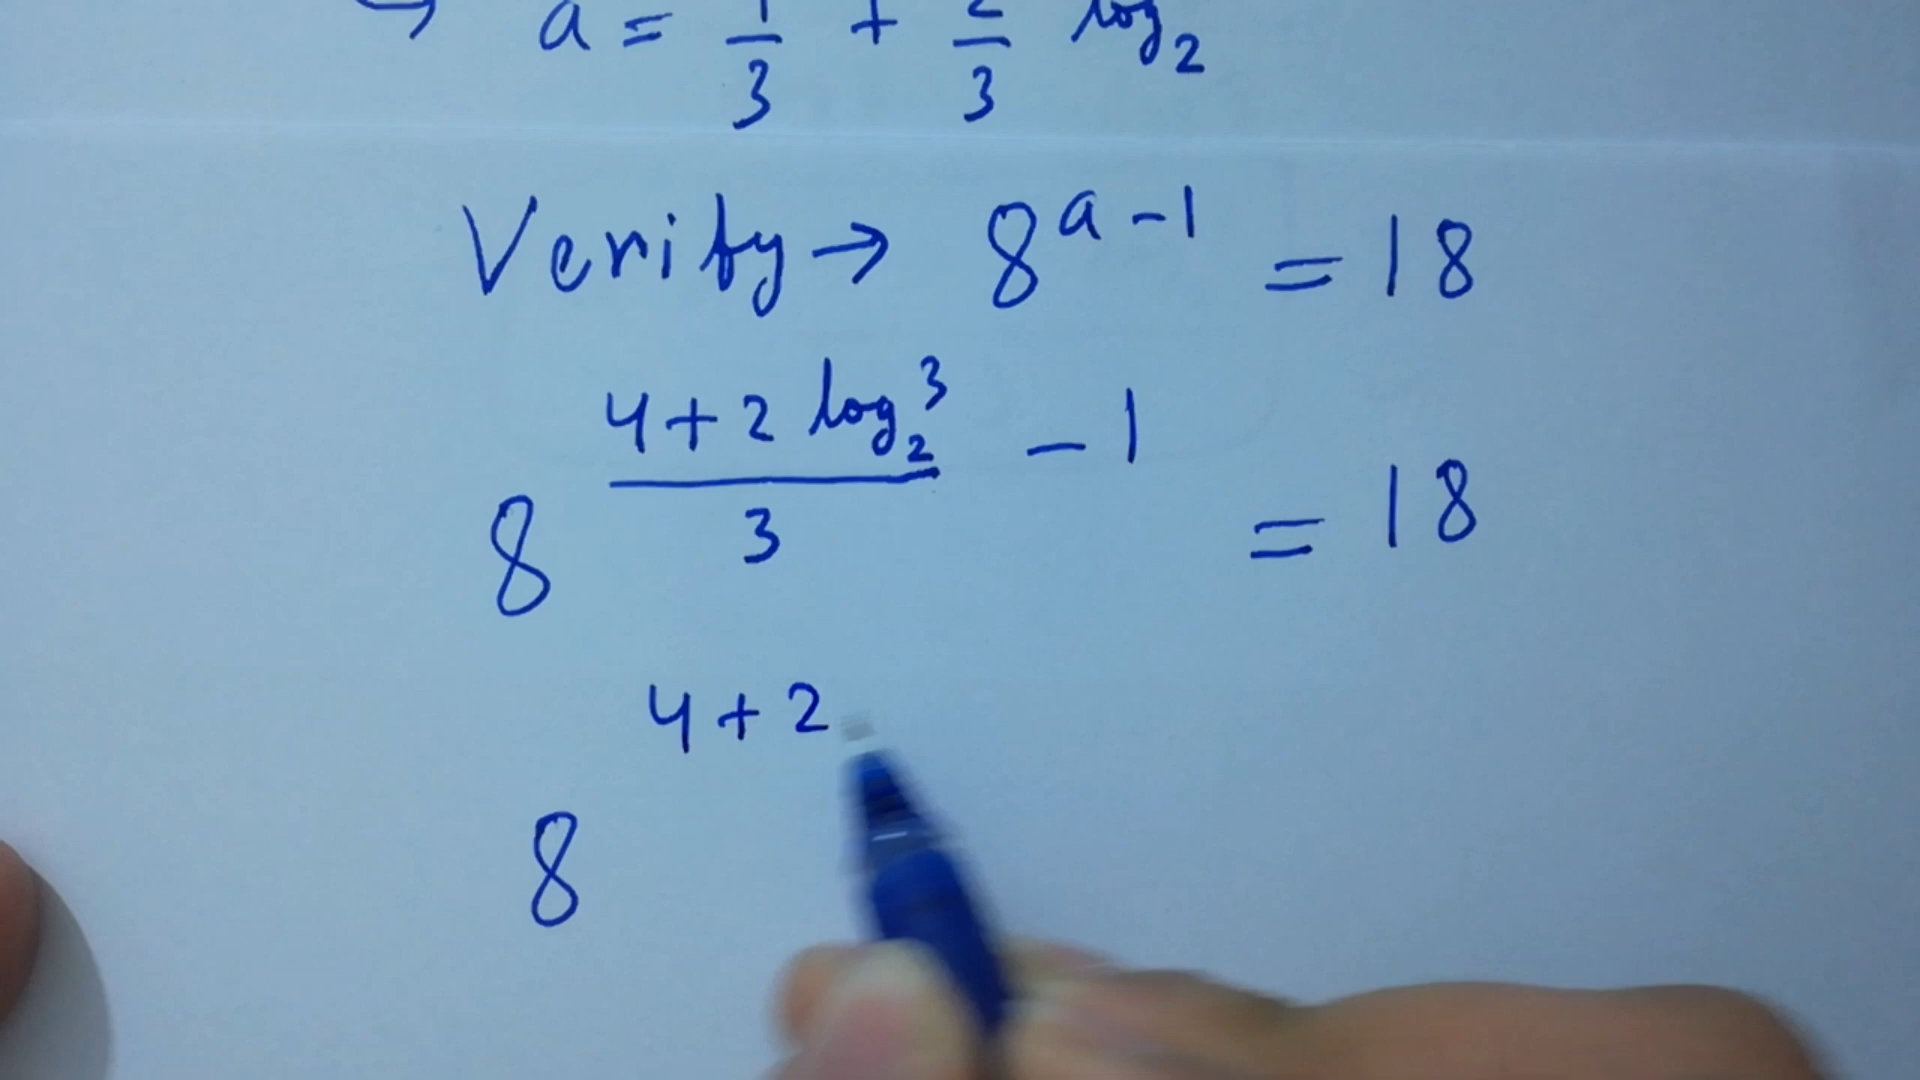 → a = 1/3 + 2/3 log₂
Verify → 8^(a-1) = 18
8^((4+2 log₂3)/3 - 1) = 18
8^(4+2